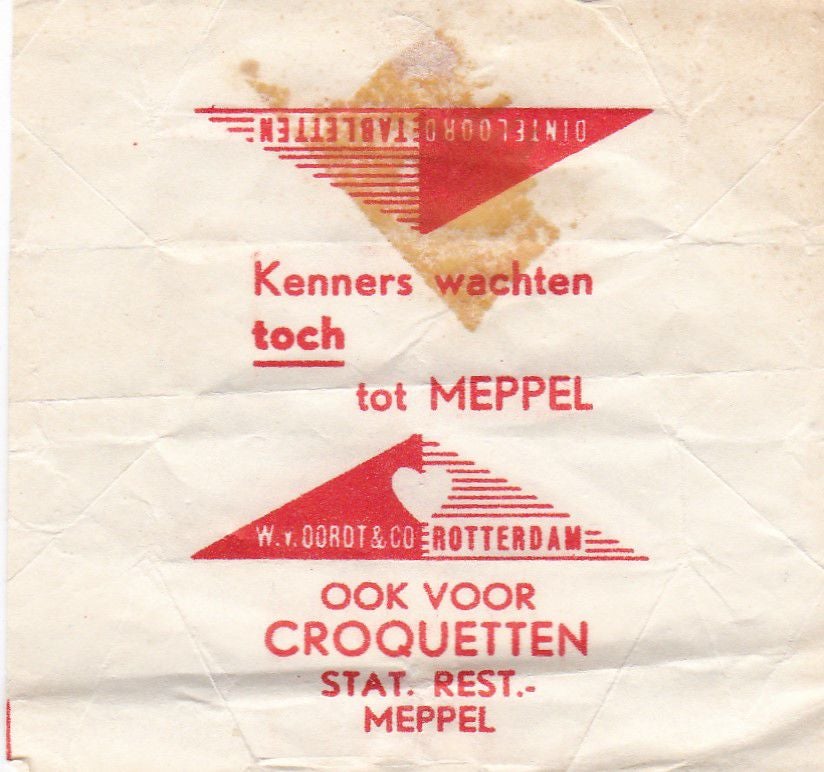 DINTELOORD TABLETTEN
Kenners wachten
toch
tot MEPPEL
W. v. OORDT & CO ROTTERDAM
OOK VOOR
CROQUETTEN
STAT. REST.-
MEPPEL